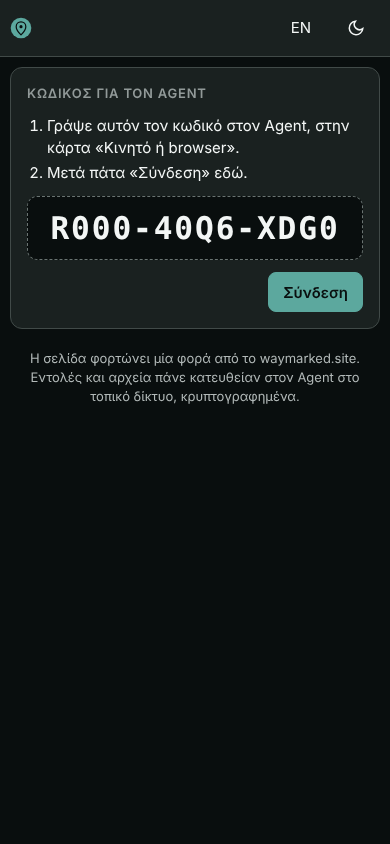 EN
ΚΩΔΙΚΟΣ ΓΙΑ ΤΟΝ AGENT
1. Γράψε αυτόν τον κωδικό στον Agent, στην
κάρτα «Κινητό ή browser».
2. Μετά πάτα «Σύνδεση» εδώ.
R000-40Q6-XDG0
Σύνδεση
Η σελίδα φορτώνει μία φορά από το waymarked.site.
Εντολές και αρχεία πάνε κατευθείαν στον Agent στο
τοπικό δίκτυο, κρυπτογραφημένα.